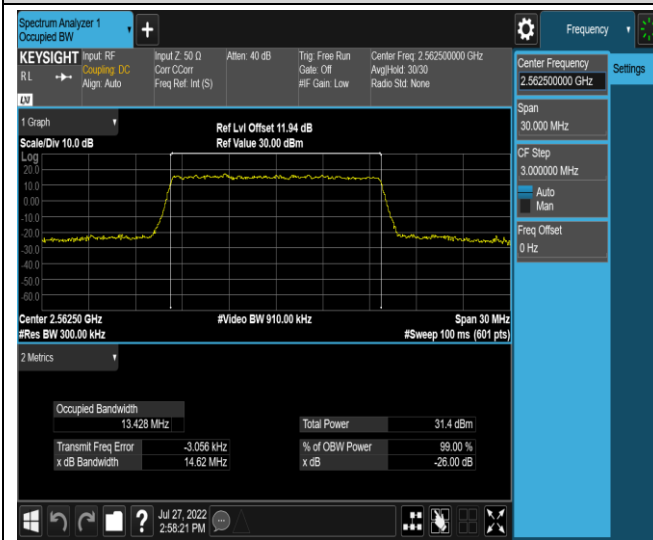 Spectrum Analyzer 1
Occupied BW
+
Frequency
KEYSIGHT
RL
LXI
Input: RF
Coupling: DC
Align: Auto
Input Z: 50 Ω
Corr CCorr
Freq Ref: Int (S)
Atten: 40 dB
Trig: Free Run
Gate: Off
#IF Gain: Low
Center Freq: 2.562500000 GHz
Avg|Hold: 30/30
Radio Std: None
Center Frequency
2.562500000 GHz
Settings
Span
30.000 MHz
CF Step
3.000000 MHz
Auto
Man
Freq Offset
0 Hz
1 Graph
Scale/Div 10.0 dB
Ref Lvl Offset 11.94 dB
Ref Value 30.00 dBm
Log
20.0
10.0
0.00
-10.0
-20.0
-30.0
-40.0
-50.0
-60.0
Center 2.56250 GHz
#Video BW 910.00 kHz
Span 30 MHz
#Res BW 300.00 kHz
#Sweep 100 ms (601 pts)
2 Metrics
Occupied Bandwidth
13.428 MHz
Total Power 31.4 dBm
Transmit Freq Error -3.056 kHz
% of OBW Power 99.00 %
x dB Bandwidth 14.62 MHz
x dB -26.00 dB
?
Jul 27, 2022
2:58:21 PM